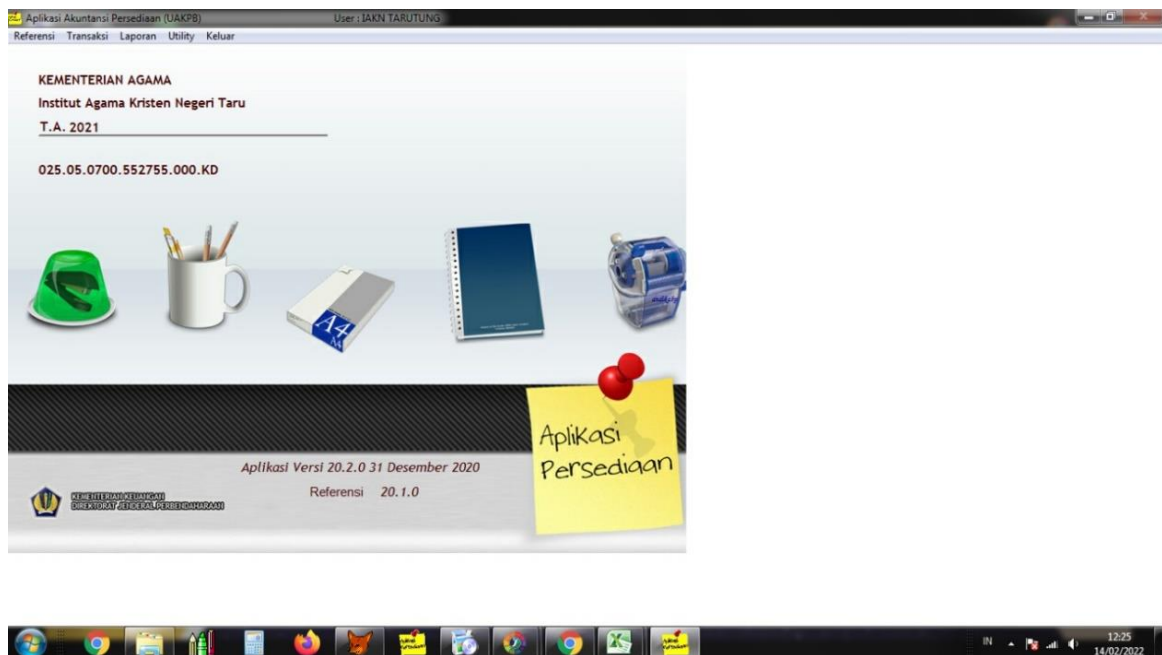 Aplikasi Akuntansi Persediaan (UAKPB) User : IAKN TARUTUNG
Referensi Transaksi Laporan Utility Keluar
KEMENTERIAN AGAMA
Institut Agama Kristen Negeri Taru
T.A. 2021
025.05.0700.552755.000.KD
A4
A4
Aplikasi
Persediaan
Aplikasi Versi 20.2.0 31 Desember 2020
Referensi 20.1.0
KEMENTERIAN KEUANGAN
DIREKTORAT JENDERAL PERBENDAHARAAN
IN
12:25
14/02/2022